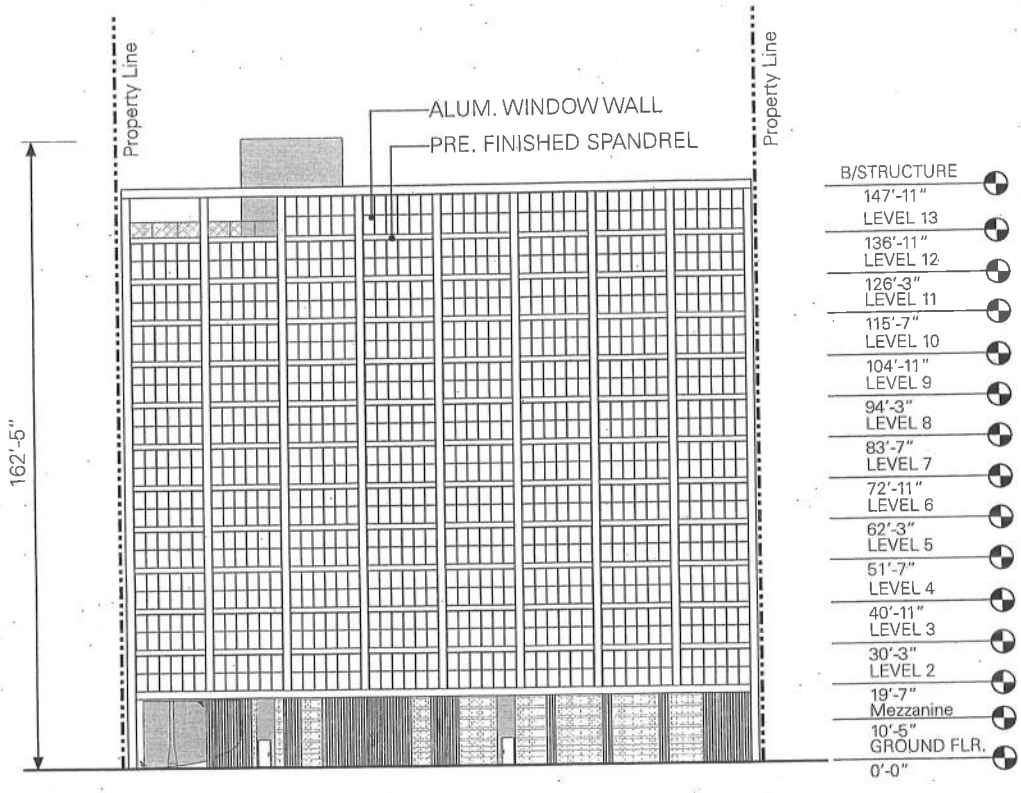 Property Line
Property Line
ALUM. WINDOW WALL
PRE. FINISHED SPANDREL
162'-5"
B/STRUCTURE
147'-11"
LEVEL 13
136'-11"
LEVEL 12
126'-3"
LEVEL 11
115'-7"
LEVEL 10
104'-11"
LEVEL 9
94'-3"
LEVEL 8
83'-7"
LEVEL 7
72'-11"
LEVEL 6
62'-3"
LEVEL 5
51'-7"
LEVEL 4
40'-11"
LEVEL 3
30'-3"
LEVEL 2
19'-7"
Mezzanine
10'-5"
GROUND FLR.
0'-0"